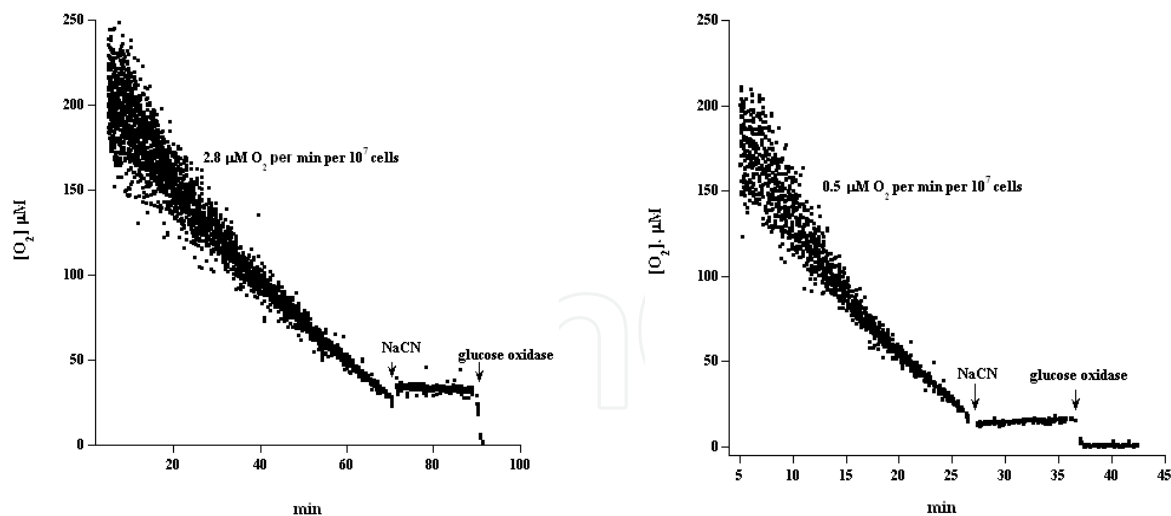 250
200
150
100
50
0
[O2] μM
2.8 μM O2 per min per 10^7 cells
NaCN
glucose oxidase
20
40
60
80
100
min
250
200
150
100
50
0
[O2], μM
0.5 μM O2 per min per 10^7 cells
NaCN
glucose oxidase
5
10
15
20
25
30
35
40
45
min